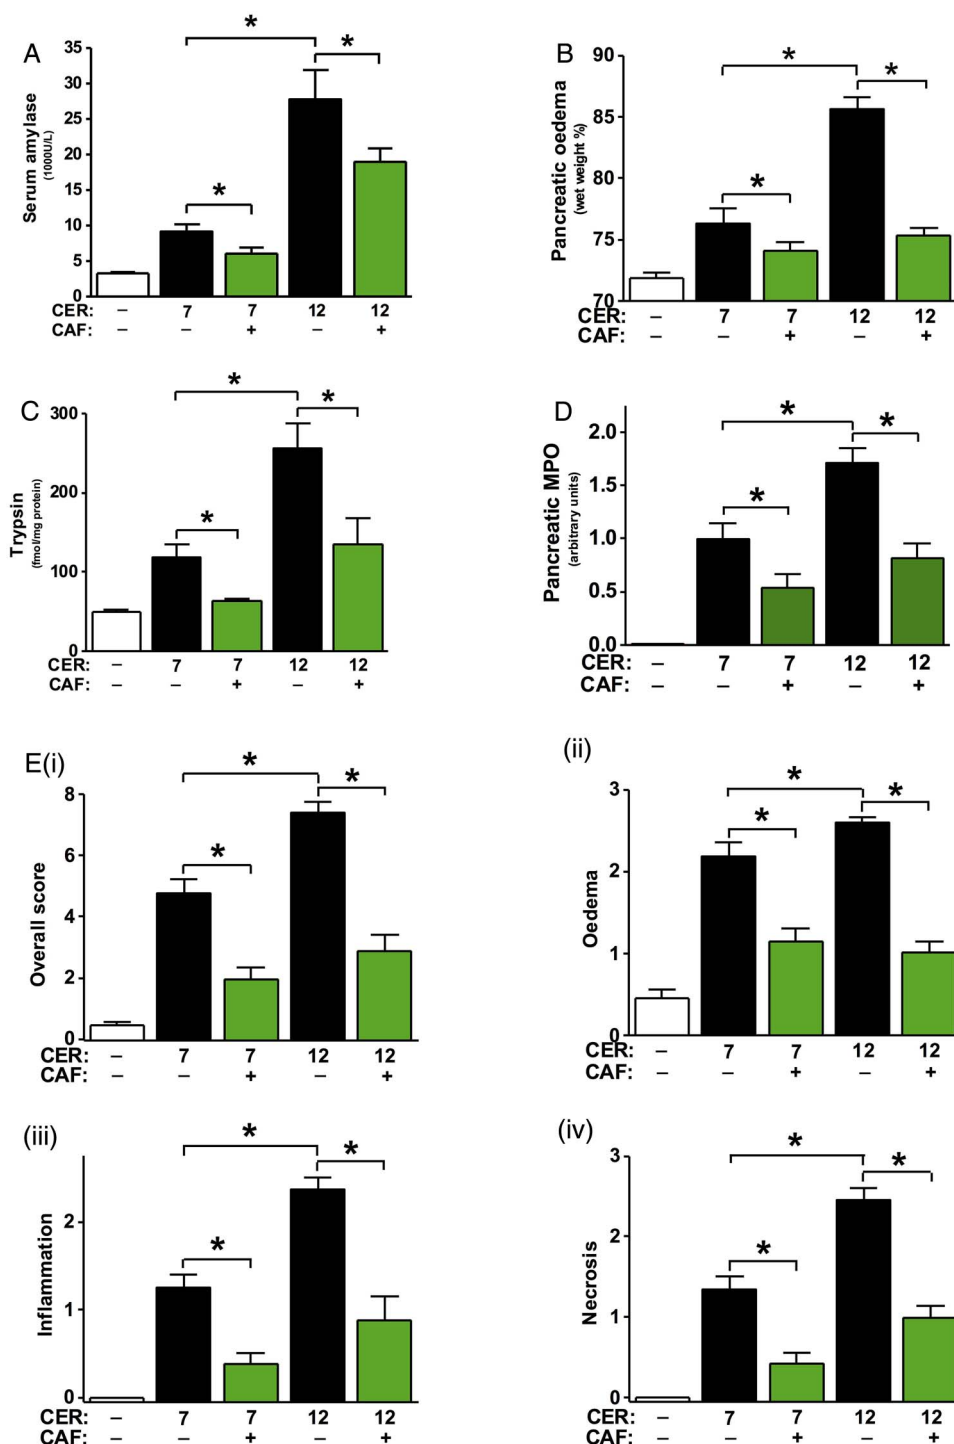 A
*
*
*
35
30
25
20
15
10
5
0
Serum amylase
(1000U/L)
CER: – 7 7 12 12
CAF: – – + – +
B
*
*
*
90
85
80
75
70
Pancreatic oedema
(wet weight %)
CER: – 7 7 12 12
CAF: – – + – +
C
*
*
*
300
200
100
0
Trypsin
(fmol/mg protein)
CER: – 7 7 12 12
CAF: – – + – +
D
*
*
*
2.0
1.5
1.0
0.5
0.0
Pancreatic MPO
(arbitrary units)
CER: – 7 7 12 12
CAF: – – + – +
E(i)
*
*
*
8
6
4
2
0
Overall score
CER: – 7 7 12 12
CAF: – – + – +
(ii)
*
*
*
3
2
1
0
Oedema
CER: – 7 7 12 12
CAF: – – + – +
(iii)
*
*
*
2
1
0
Inflammation
CER: – 7 7 12 12
CAF: – – + – +
(iv)
*
*
*
3
2
1
0
Necrosis
CER: – 7 7 12 12
CAF: – – + – +